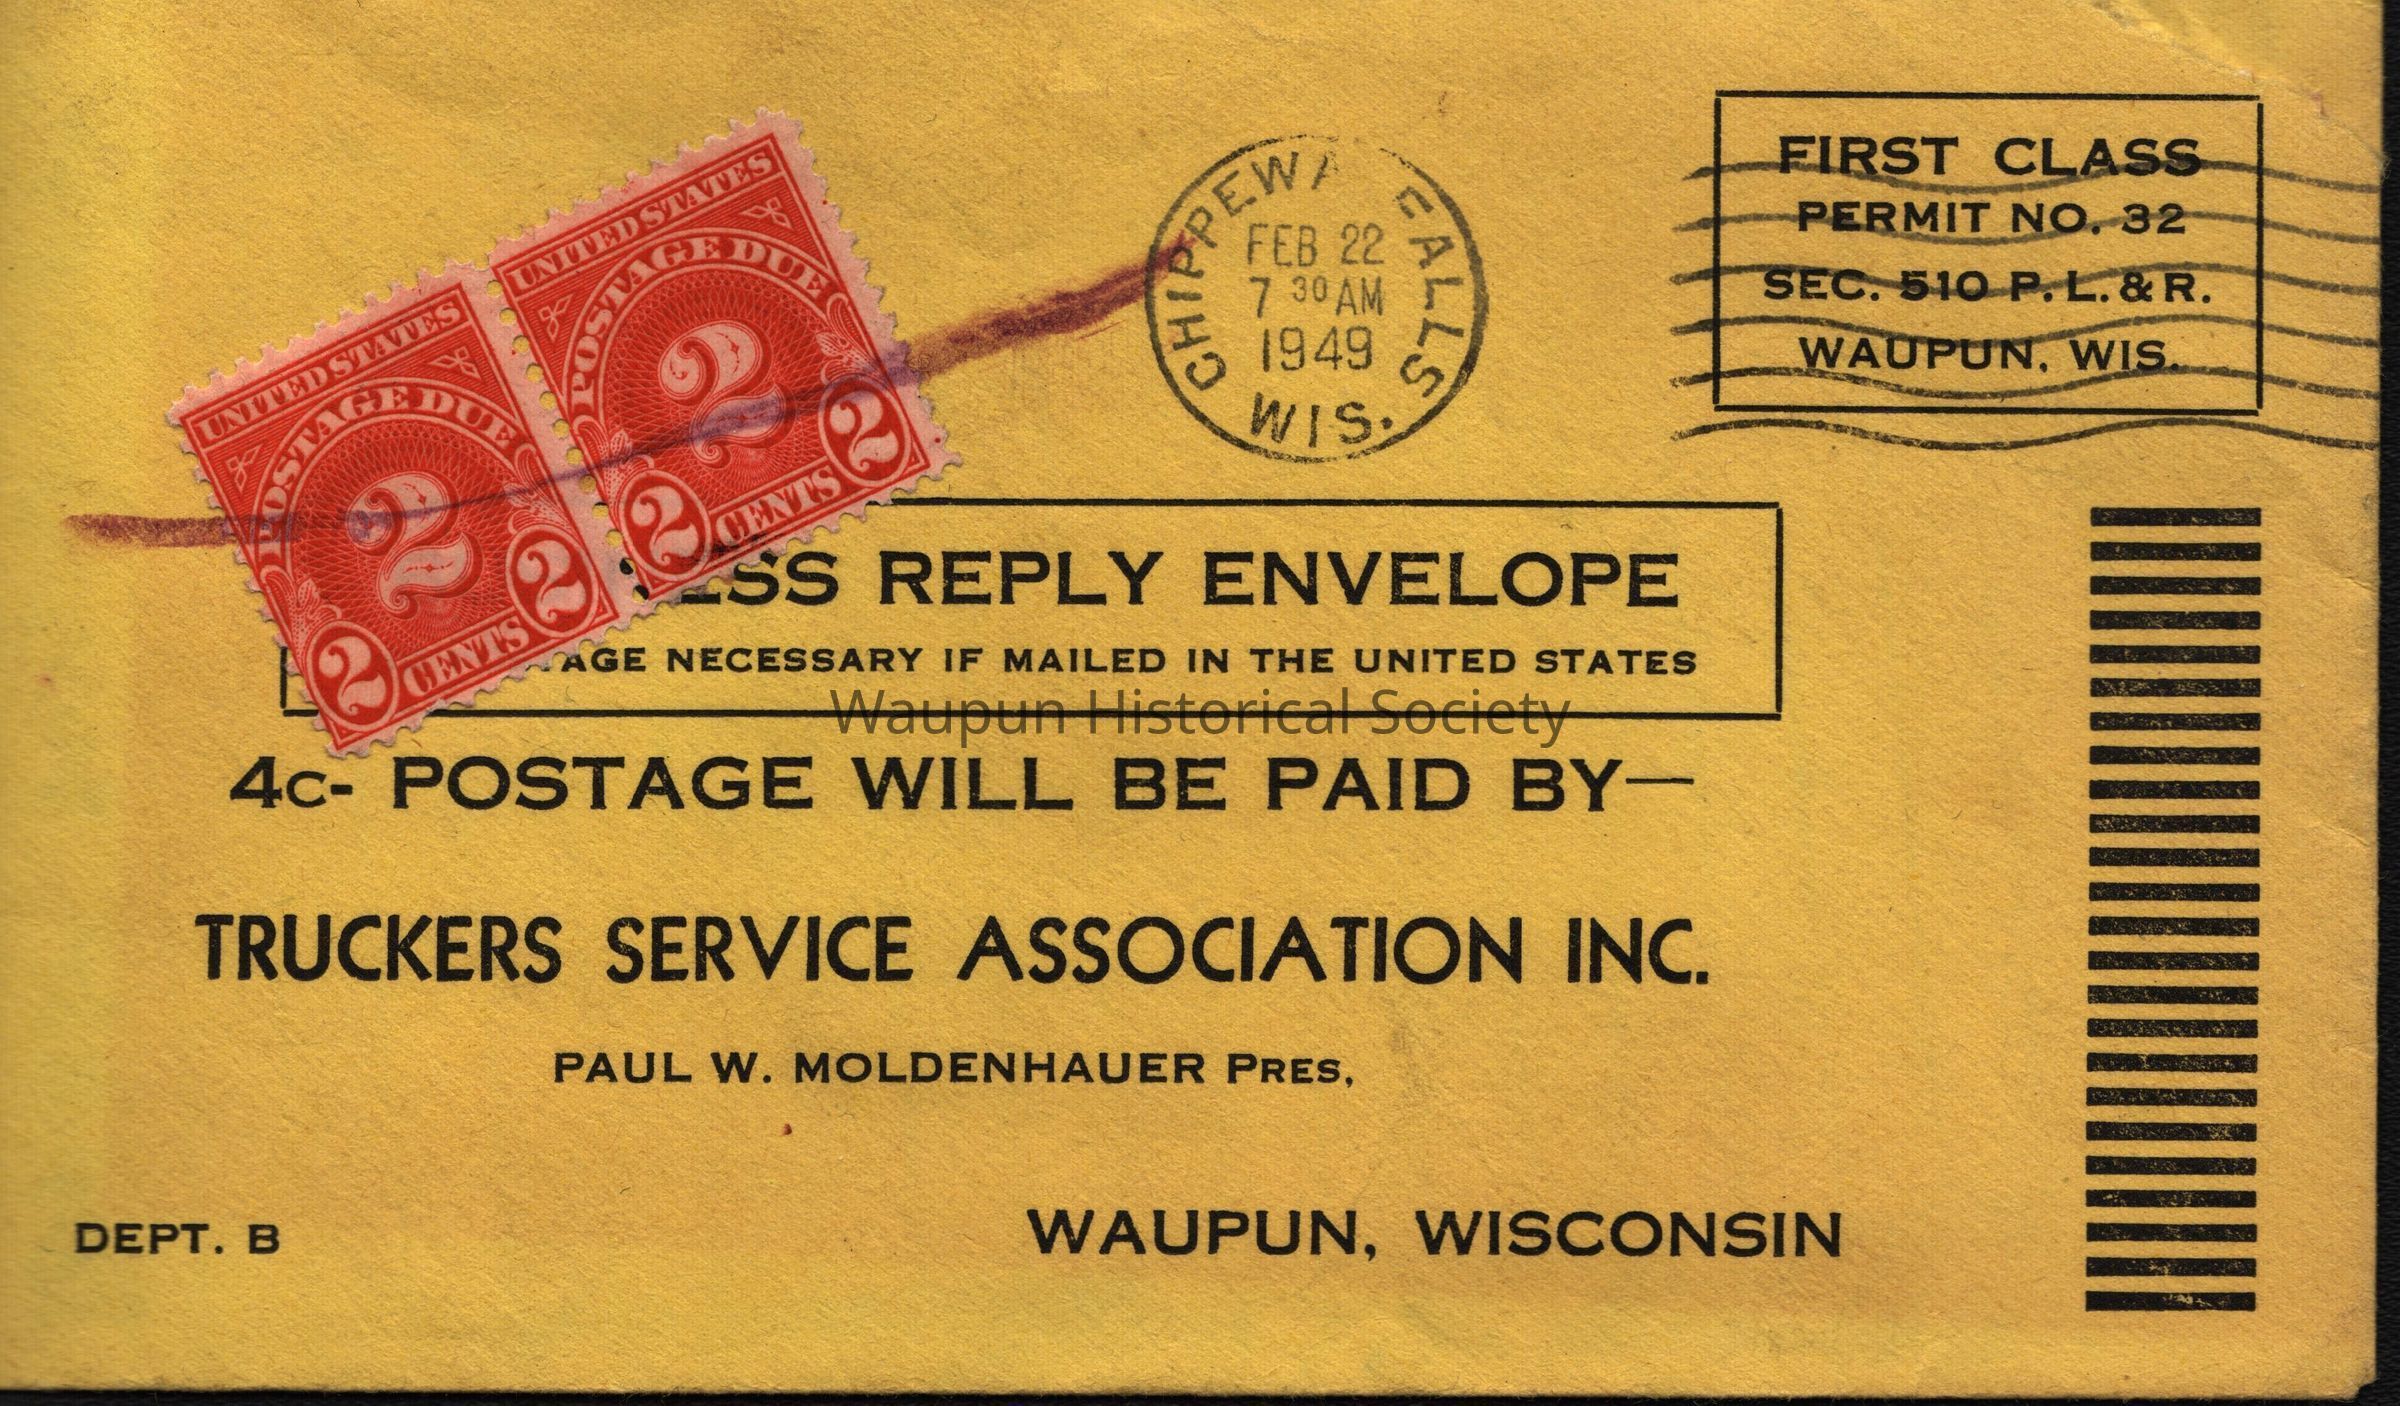 UNITED STATES
POSTAGE DUE
2
2 CENTS 2
UNITED STATES
POSTAGE DUE
2
2 CENTS 2
CHIPPEWA FALLS
FEB 22
7 30 AM
1949
WIS.
FIRST CLASS
PERMIT NO. 32
SEC. 510 P. L. & R.
WAUPUN, WIS.
REPLY ENVELOPE
NECESSARY IF MAILED IN THE UNITED STATES
Waupun Historical Society
4c- POSTAGE WILL BE PAID BY—
TRUCKERS SERVICE ASSOCIATION INC.
PAUL W. MOLDENHAUER PRES,
DEPT. B
WAUPUN, WISCONSIN